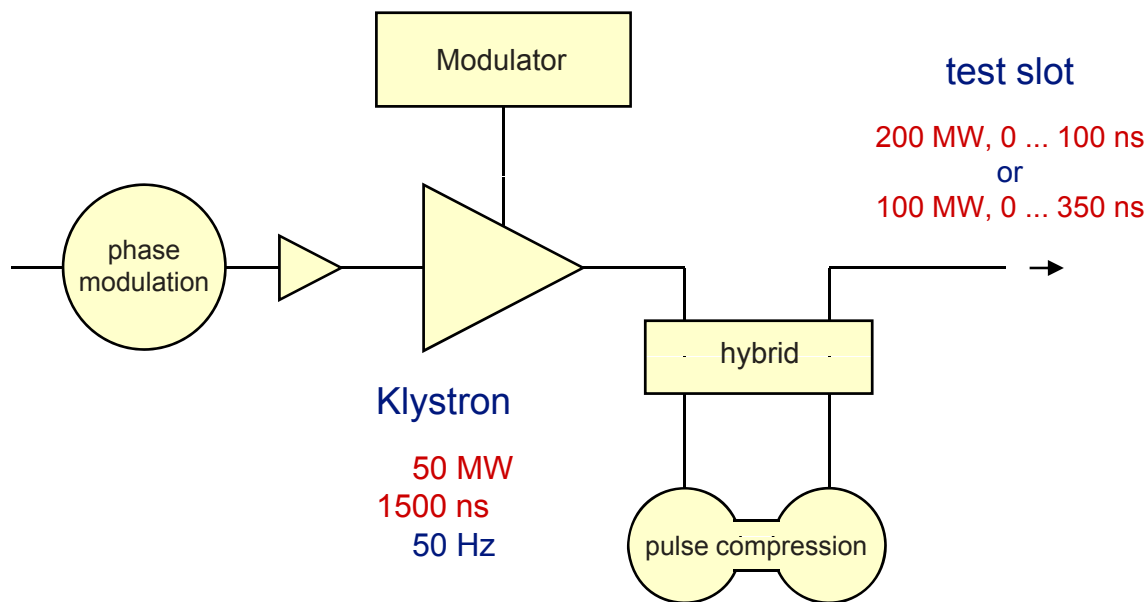 Modulator
test slot
200 MW, 0 ... 100 ns
or
100 MW, 0 ... 350 ns
phase
modulation
hybrid
Klystron
50 MW
1500 ns
50 Hz
pulse compression